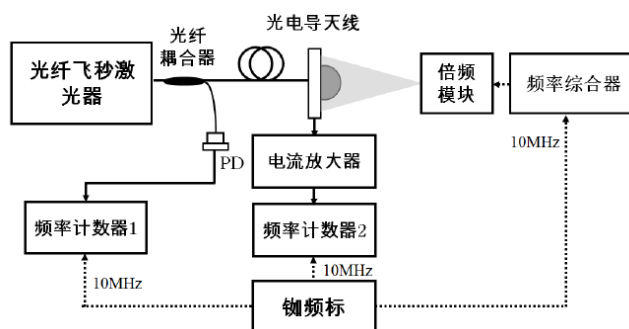 光纤飞秒激
光器
光纤
耦合器
光电导天线
倍频
模块
频率综合器
PD
电流放大器
10MHz
频率计数器1
频率计数器2
10MHz
10MHz
铷频标